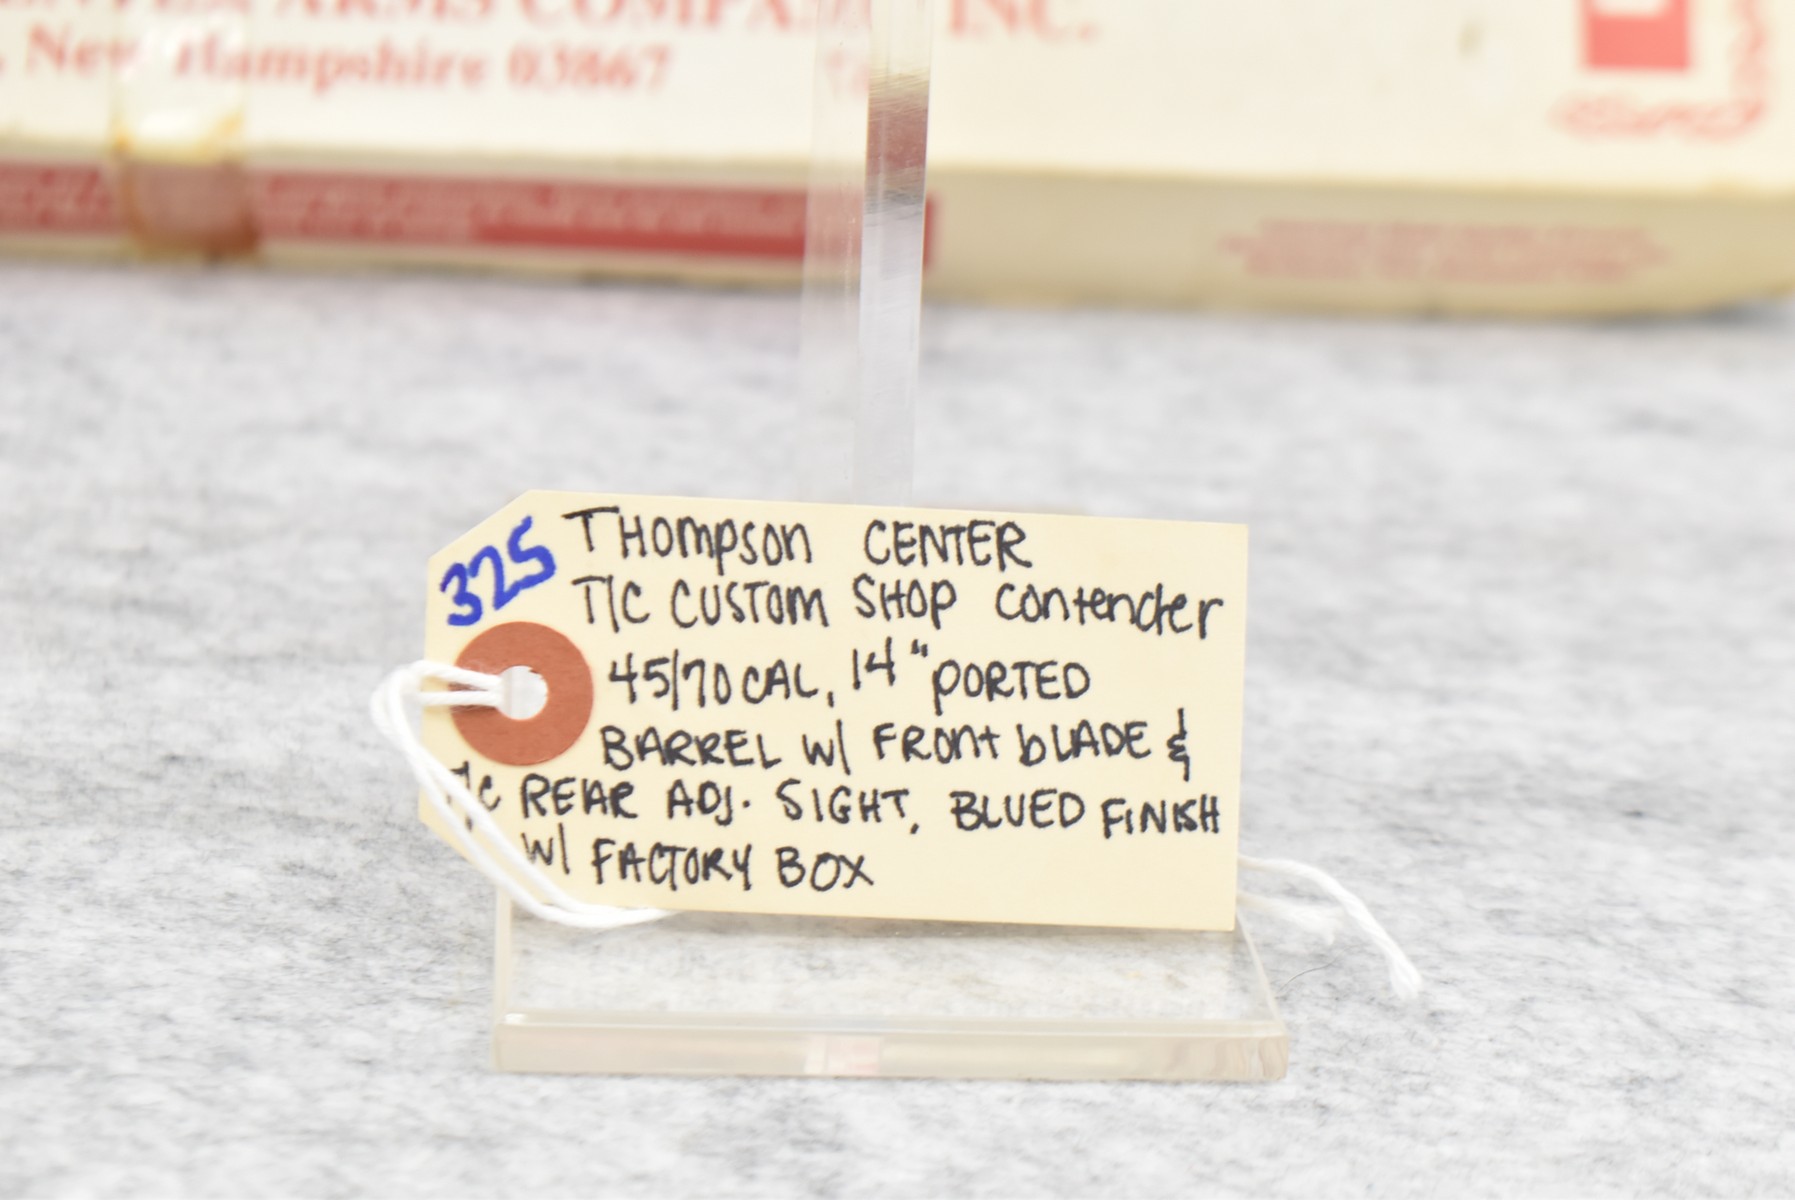 ARMS COMPANY INC.
, New Hampshire 03867
325
THOMPSON CENTER
T/C CUSTOM SHOP Contender
45/70 CAL, 14" PORTED
BARREL W/ FRONT BLADE &
T/C REAR ADJ. SIGHT, BLUED FINISH
W/ FACTORY BOX